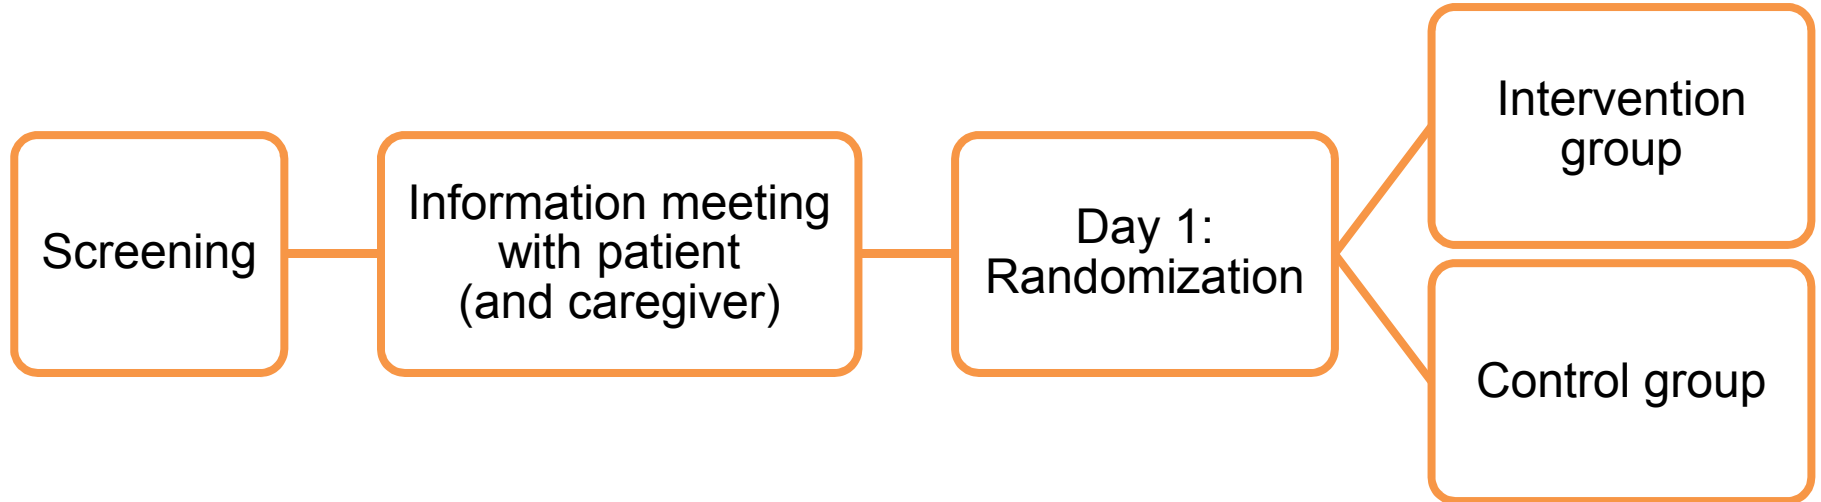 Screening
Information meeting
with patient
(and caregiver)
Day 1:
Randomization
Intervention
group
Control group